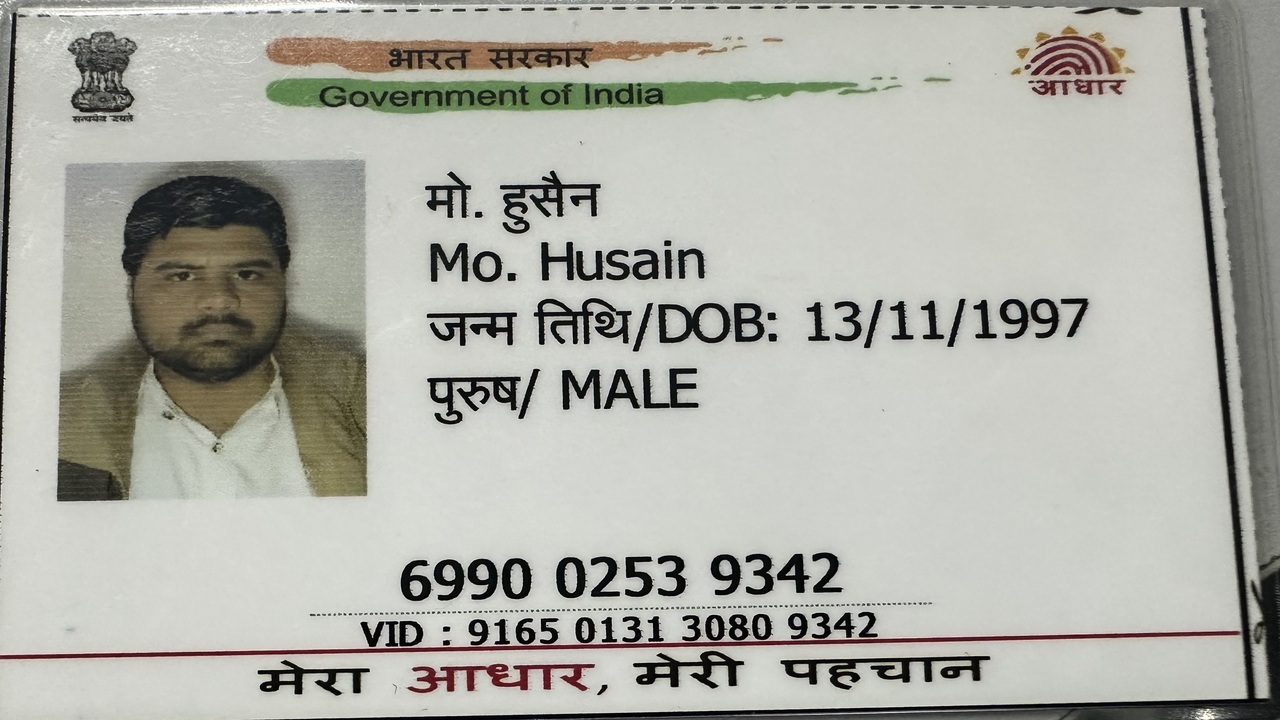 भारत सरकार
Government of India
सत्यमेव जयते
आधार
मो. हुसैन
Mo. Husain
जन्म तिथि/DOB: 13/11/1997
पुरुष/ MALE
6990 0253 9342
VID : 9165 0131 3080 9342
मेरा आधार, मेरी पहचान